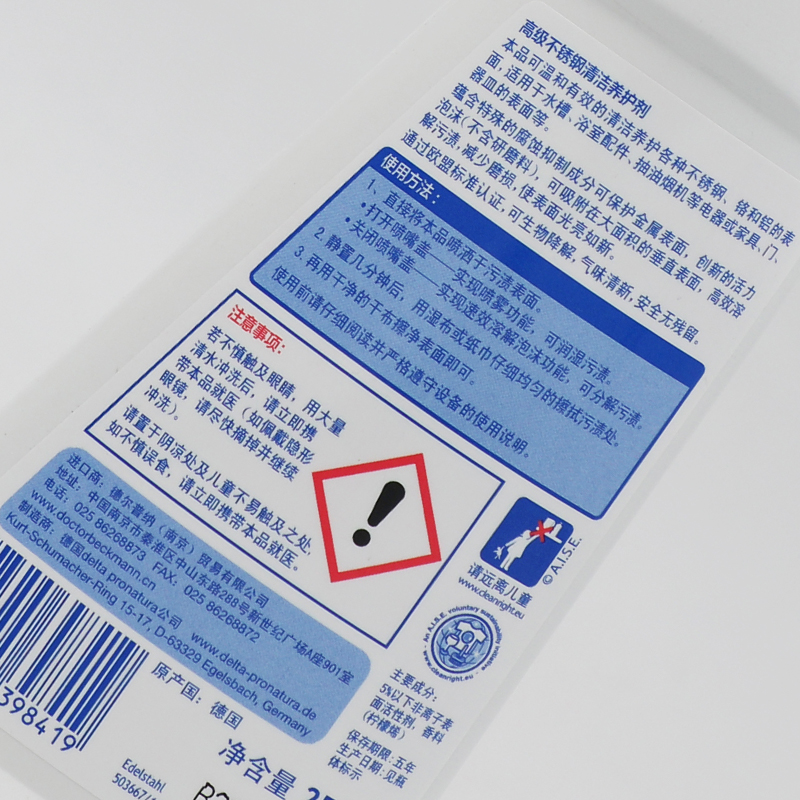 高级不锈钢清洁养护剂
本品可温和有效的清洁养护各种不锈钢、铬和铝的表
面，适用于水槽、浴室配件、抽油烟机等电器或家具、门、
器皿的表面等。
蕴含特殊的腐蚀抑制成分可保护金属表面，创新的活力
泡沫(不含研磨料)，可吸附在大面积的垂直表面，高效溶
解污渍，减少磨损，使表面光亮如新。
通过欧盟标准认证，可生物降解，气味清新，安全无残留。
使用方法：
1、直接将本品喷洒于污渍表面。
•打开喷嘴盖——实现喷雾功能，可润湿污渍。
•关闭喷嘴盖——实现速效溶解泡沫功能，可分解污渍。
2. 静置几分钟后，用湿布或纸巾仔细均匀的擦拭污渍处。
3. 再用干净的干布擦净表面即可。
使用前请仔细阅读并严格遵守设备的使用说明。
注意事项：
若不慎触及眼睛，用大量
清水冲洗后，请立即携
带本品就医（如佩戴隐形
眼镜，请尽快摘掉并继续
冲洗）。
请置于阴凉处及儿童不易触及之处，
如不慎误食，请立即携带本品就医。
进口商：德尔普纳（南京）贸易有限公司
地址：中国南京市秦淮区中山东路288号新世纪广场A座901室
电话：025 86268873 FAX: 025 86268872
www.doctorbeckmann.cn
制造商：德国delta pronatura公司 www.delta-pronatura.de
Kurt-Schumacher-Ring 15-17, D-63329 Egelsbach, Germany
请远离儿童
www.cleanright.eu
© A.I.S.E.
An A.I.S.E. voluntary sustainability initiative
www.cleanright.eu
主要成分：
5%以下非离子表
面活性剂，香料
（柠檬烯）
保存期限：五年
生产日期：见瓶
体标示
398419
原产国：德国
净含量
Edelstahl